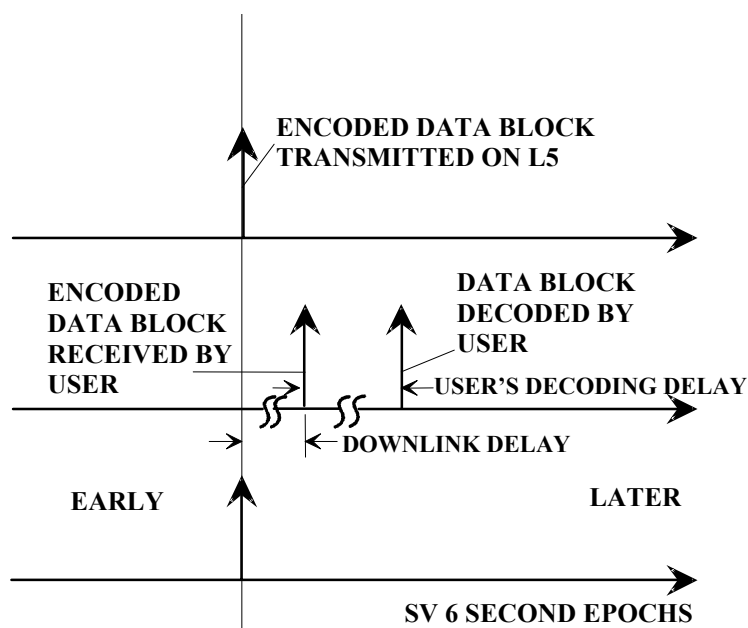 ENCODED DATA BLOCK
TRANSMITTED ON L5
ENCODED
DATA BLOCK
RECEIVED BY
USER
DATA BLOCK
DECODED BY
USER
USER'S DECODING DELAY
DOWNLINK DELAY
EARLY
LATER
SV 6 SECOND EPOCHS